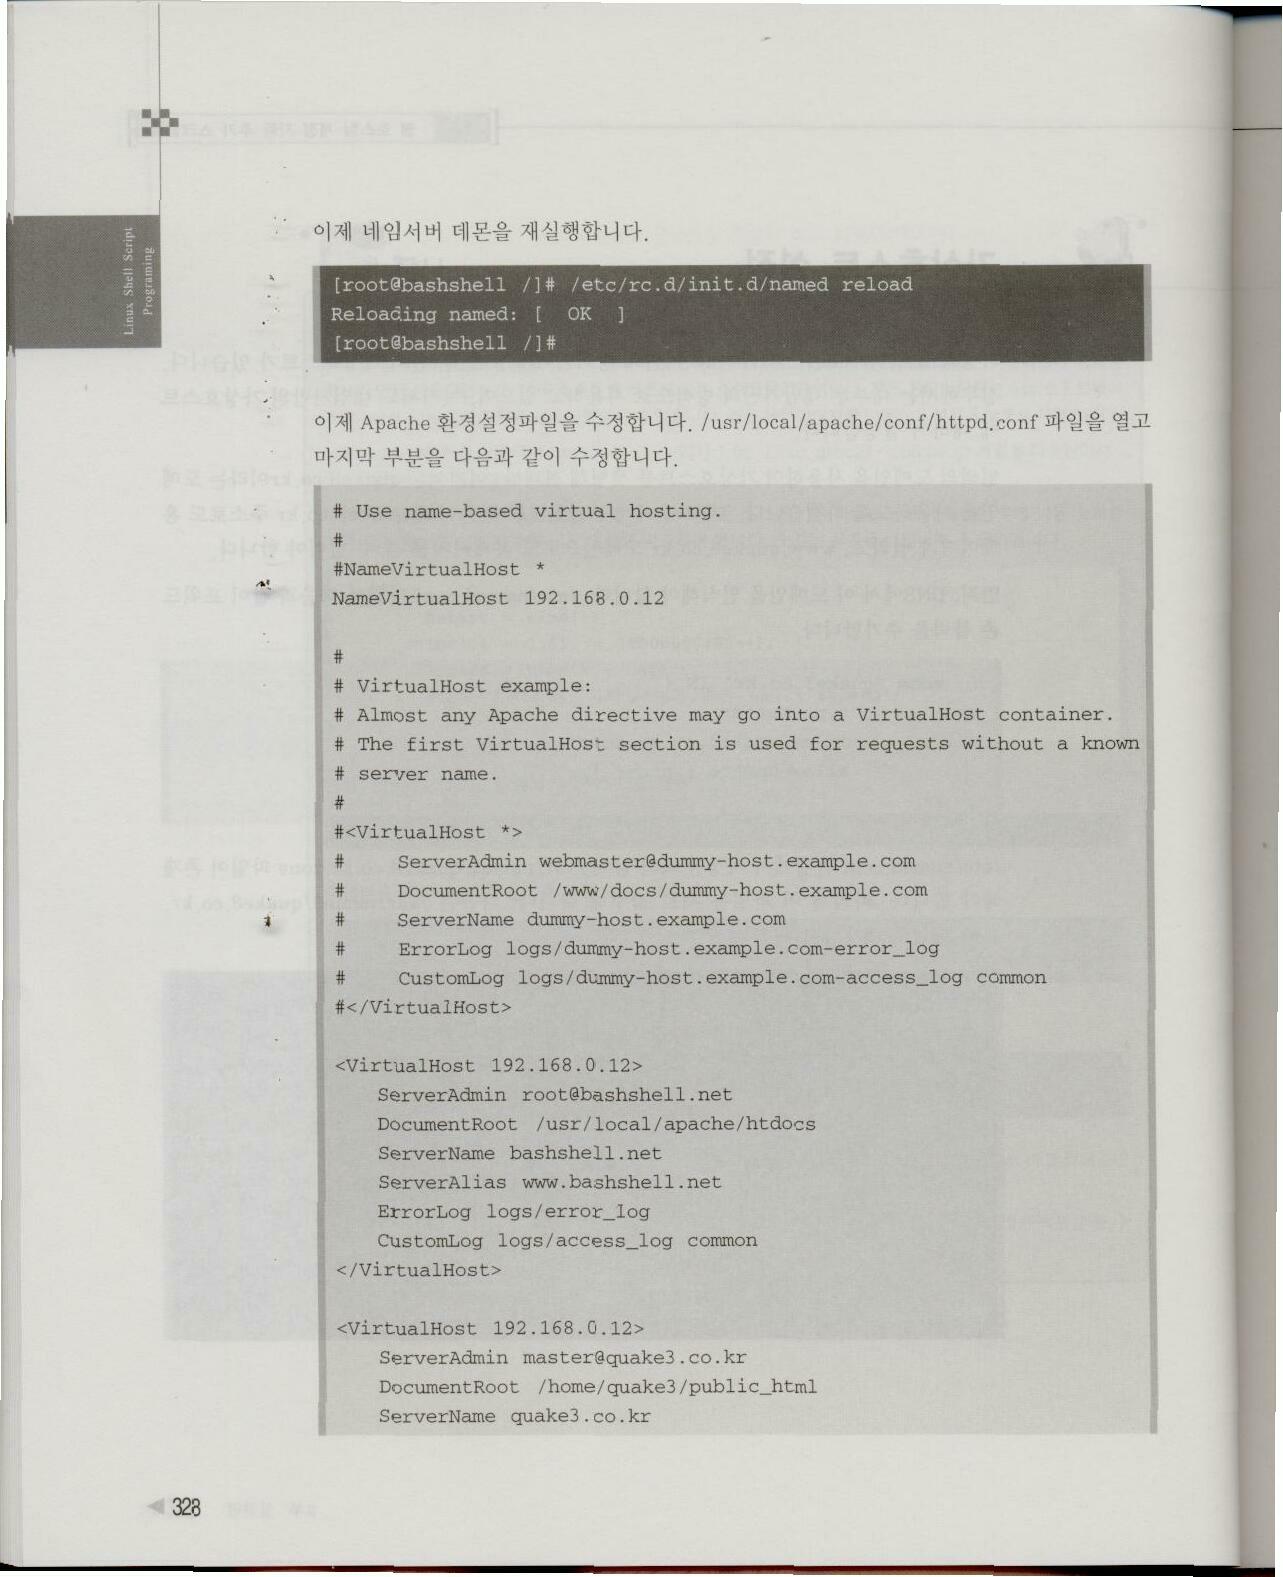 Linux Shell Script
Programing
이제 네임서버 데몬을 재실행합니다.
[root@bashshell /]# /etc/rc.d/init.d/named reload
Reloading named: [  OK  ]
[root@bashshell /]#
이제 Apache 환경설정파일을 수정합니다. /usr/local/apache/conf/httpd.conf 파일을 열고
마지막 부분을 다음과 같이 수정합니다.
# Use name-based virtual hosting.
#
#NameVirtualHost *
NameVirtualHost 192.168.0.12
#
# VirtualHost example:
# Almost any Apache directive may go into a VirtualHost container.
# The first VirtualHost section is used for requests without a known
# server name.
#
#<VirtualHost *>
#    ServerAdmin webmaster@dummy-host.example.com
#    DocumentRoot /www/docs/dummy-host.example.com
#    ServerName dummy-host.example.com
#    ErrorLog logs/dummy-host.example.com-error_log
#    CustomLog logs/dummy-host.example.com-access_log common
#</VirtualHost>
<VirtualHost 192.168.0.12>
ServerAdmin root@bashshell.net
DocumentRoot /usr/local/apache/htdocs
ServerName bashshell.net
ServerAlias www.bashshell.net
ErrorLog logs/error_log
CustomLog logs/access_log common
</VirtualHost>
<VirtualHost 192.168.0.12>
ServerAdmin master@quake3.co.kr
DocumentRoot /home/quake3/public_html
ServerName quake3.co.kr
328